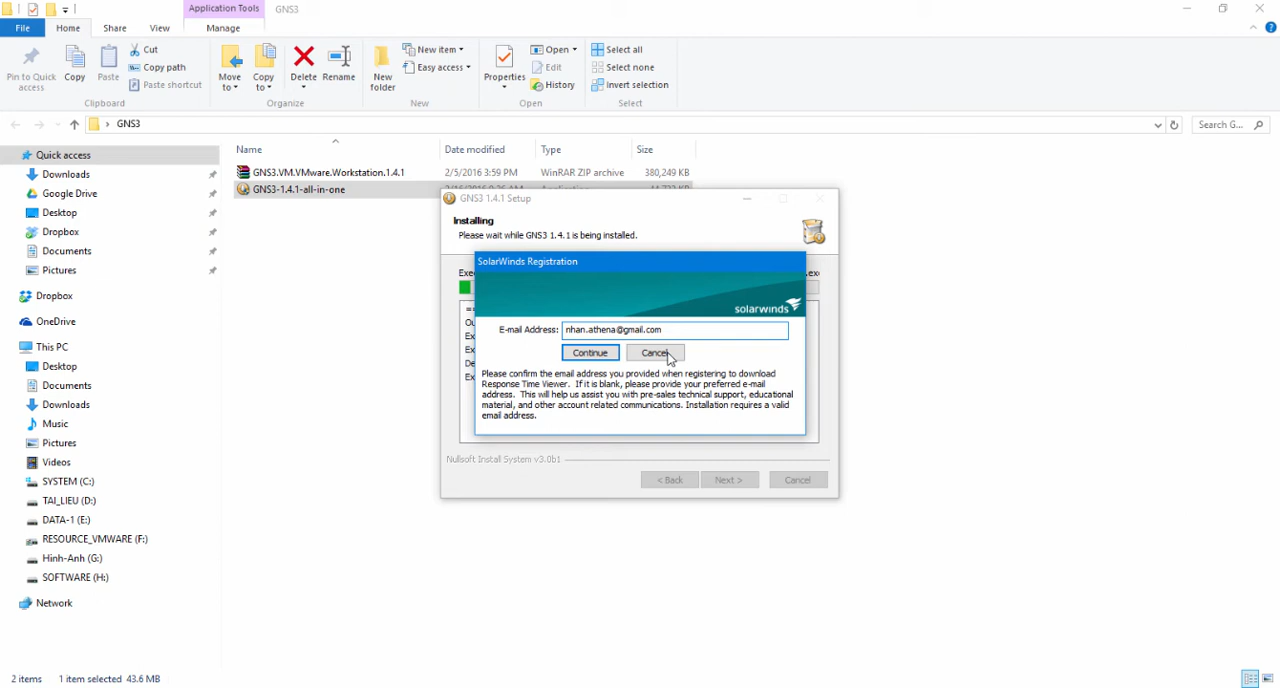 Application Tools
GNS3
File
Home
Share
View
Manage
Pin to Quick access
Copy
Paste
Cut
Copy path
Paste shortcut
Clipboard
Move to
Copy to
Delete
Rename
Organize
New folder
New item
Easy access
New
Properties
Open
Edit
History
Open
Select all
Select none
Invert selection
Select
GNS3
Search G...
Name
Date modified
Type
Size
GNS3.VM.VMware.Workstation.1.4.1
2/5/2016 3:59 PM
WinRAR ZIP archive
380,249 KB
GNS3-1.4.1-all-in-one
Quick access
Downloads
Google Drive
Desktop
Dropbox
Documents
Pictures
Dropbox
OneDrive
This PC
Desktop
Documents
Downloads
Music
Pictures
Videos
SYSTEM (C:)
TAI_LIEU (D:)
DATA-1 (E:)
RESOURCE_VMWARE (F:)
Hinh-Anh (G:)
SOFTWARE (H:)
Network
GNS3 1.4.1 Setup
Installing
Please wait while GNS3 1.4.1 is being installed.
SolarWinds Registration
solarwinds
E-mail Address:
nhan.athena@gmail.com
Continue
Cancel
Please confirm the email address you provided when registering to download
Response Time Viewer. If it is blank, please provide your preferred e-mail
address. This will help us assist you with pre-sales technical support, educational
material, and other account related communications. Installation requires a valid
email address.
Nullsoft Install System v3.0b1
< Back
Next >
Cancel
2 items
1 item selected 43.6 MB